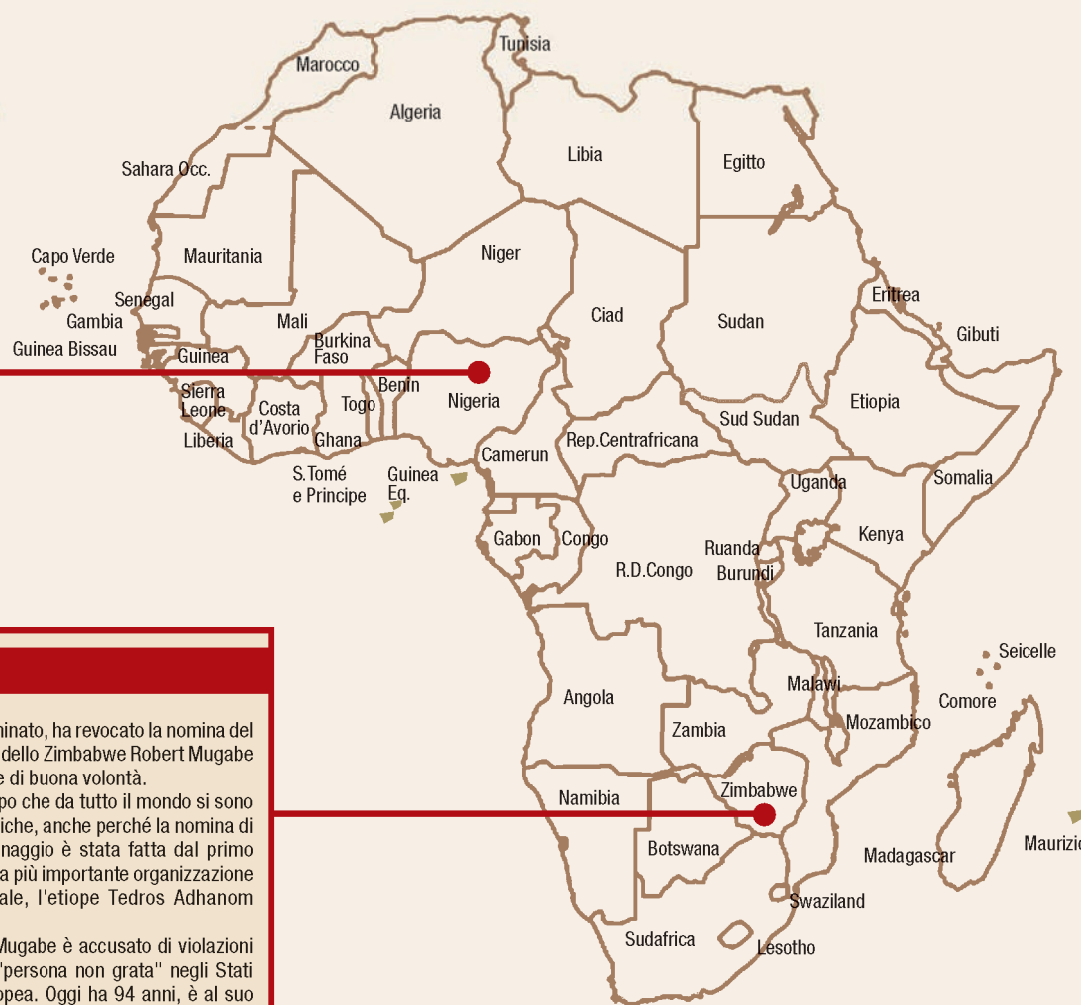 Tunisia
Marocco
Algeria
Libia
Egitto
Sahara Occ.
Capo Verde
Mauritania
Niger
Senegal
Eritrea
Gambia
Mali
Ciad
Sudan
Gibuti
Guinea Bissau
Guinea
Burkina
Faso
Benin
Sierra
Leone
Costa
d'Avorio
Togo
Nigeria
Etiopia
Liberia
Ghana
Sud Sudan
Camerun
Rep.Centrafricana
S.Tomé
e Principe
Guinea
Eq.
Uganda
Somalia
Gabon
Congo
Kenya
Ruanda
R.D.Congo
Burundi
Tanzania
Seicelle
Angola
Malawi
Comore
Zambia
Mozambico
Namibia
Zimbabwe
Botswana
Madagascar
Maurizio
Swaziland
Sudafrica
Lesotho
inato, ha revocato la nomina del
dello Zimbabwe Robert Mugabe
e di buona volontà.
po che da tutto il mondo si sono
iche, anche perché la nomina di
naggio è stata fatta dal primo
a più importante organizzazione
ale, l'etiope Tedros Adhanom
Mugabe è accusato di violazioni
"persona non grata" negli Stati
opea. Oggi ha 94 anni, è al suo